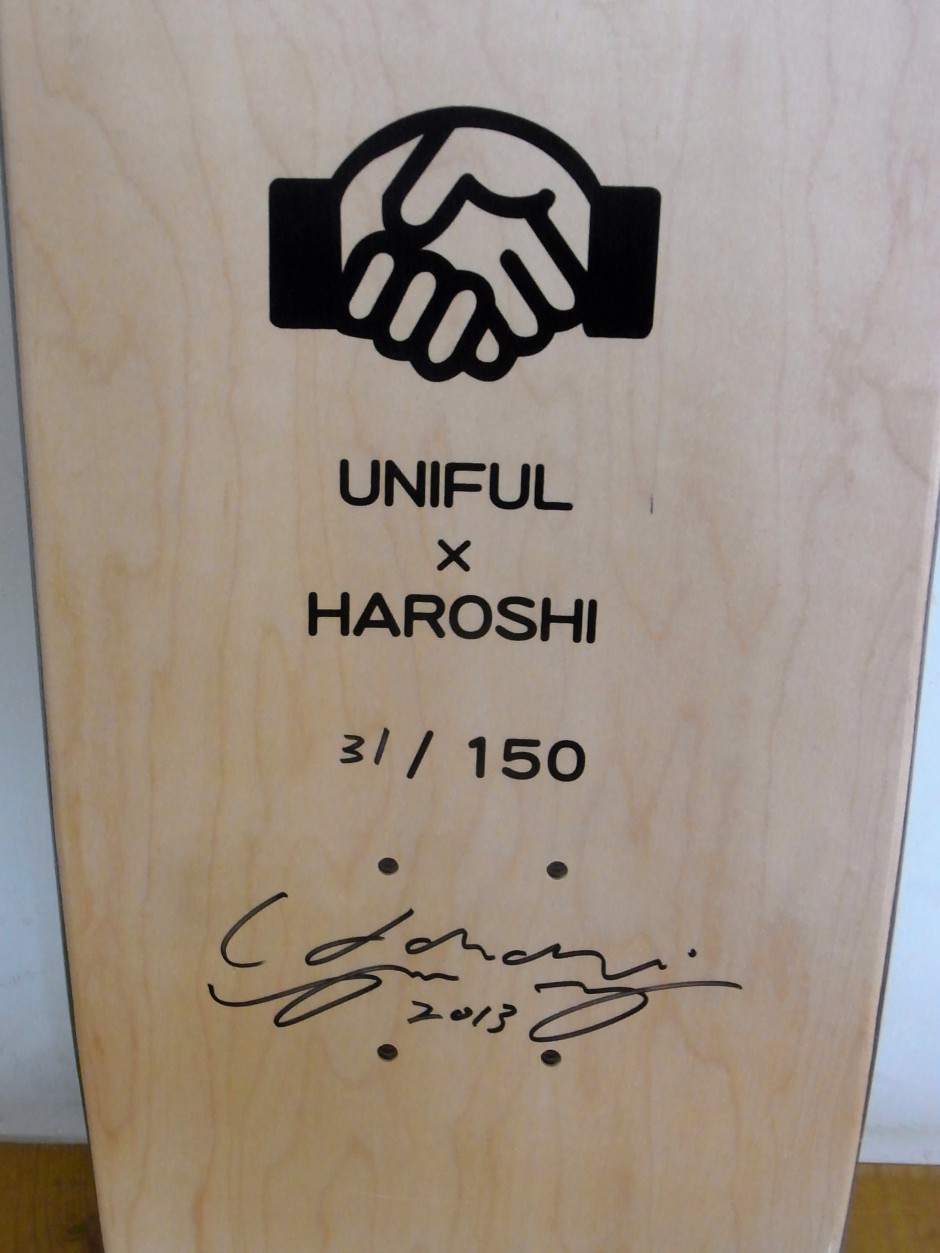 UNIFUL
x
HAROSHI
31 / 150
2013